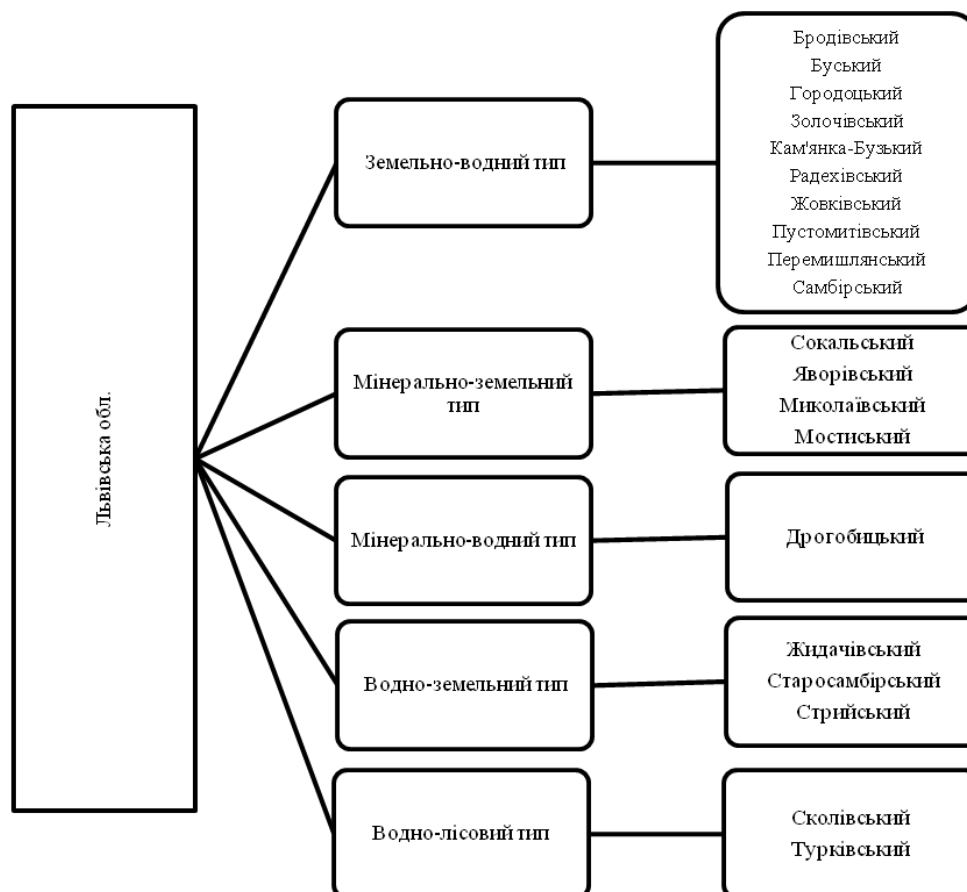 Львівська обл.
Земельно-водний тип
Бродівський
Буський
Городоцький
Золочівський
Кам'янка-Бузький
Радехівський
Жовківський
Пустомитівський
Перемишлянський
Самбірський
Мінерально-земельний
тип
Сокальський
Яворівський
Миколаївський
Мостиський
Мінерально-водний тип
Дрогобицький
Водно-земельний тип
Жидачівський
Старосамбірський
Стрийський
Водно-лісовий тип
Сколівський
Турківський